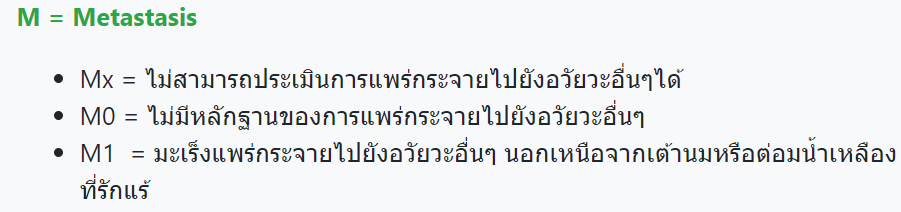 M = Metastasis
• Mx = ไม่สามารถประเมินการแพร่กระจายไปยังอวัยวะอื่นๆได้
• M0 = ไม่มีหลักฐานของการแพร่กระจายไปยังอวัยวะอื่นๆ
• M1 = มะเร็งแพร่กระจายไปยังอวัยวะอื่นๆ นอกเหนือจากเต้านมหรือต่อมน้ำเหลือง
ที่รักแร้